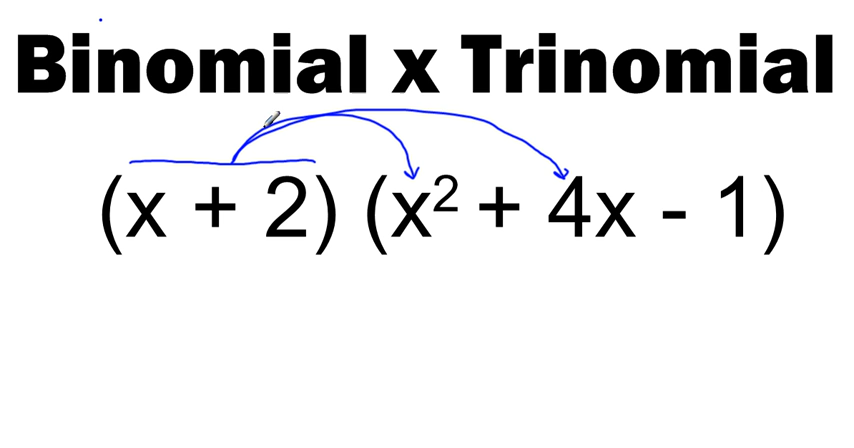 Binomial x Trinomial
(x + 2) (x² + 4x - 1)